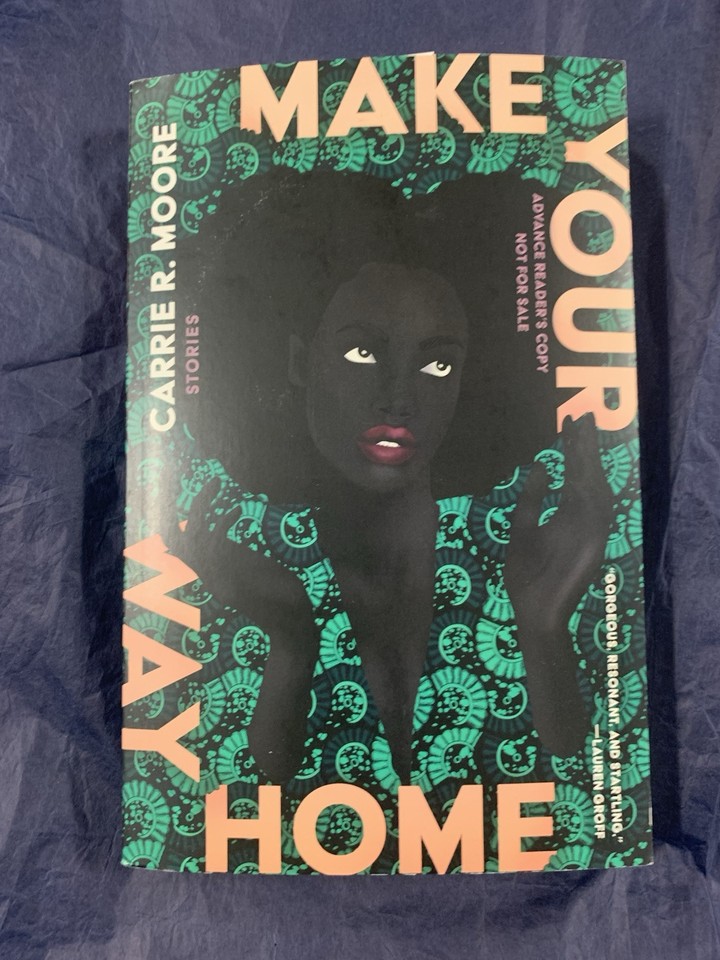 MAKE
YOUR
WAY
HOME
CARRIE R. MOORE
STORIES
ADVANCE READER'S COPY
NOT FOR SALE
"GORGEOUS, RESONANT, AND STARTLING."
—LAUREN GROFF